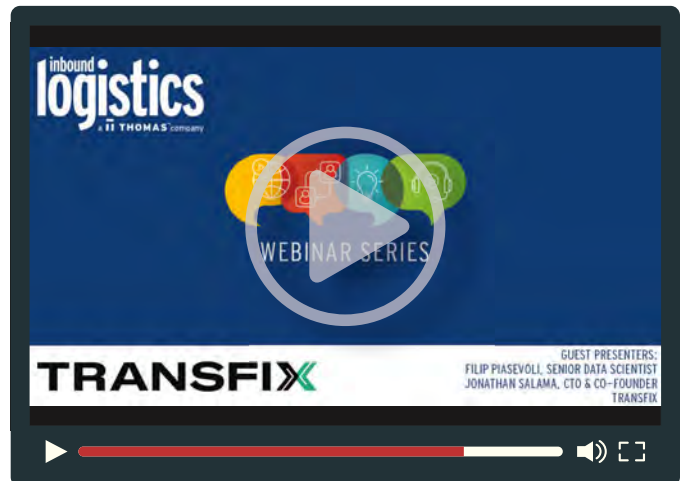 inbound
logistics
a THOMAS company
WEBINAR SERIES
TRANSFIX
GUEST PRESENTERS:
FILIP PIASEVOLI, SENIOR DATA SCIENTIST
JONATHAN SALAMA, CTO & CO-FOUNDER
TRANSFIX